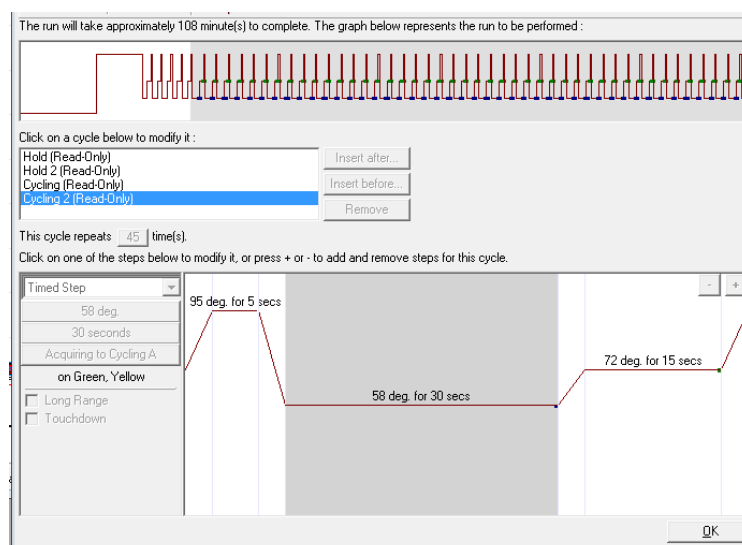 The run will take approximately 108 minute(s) to complete. The graph below represents the run to be performed :
Click on a cycle below to modify it :
Hold (Read-Only)
Hold 2 (Read-Only)
Cycling (Read-Only)
Cycling 2 (Read-Only)
Insert after...
Insert before...
Remove
This cycle repeats 45 time(s).
Click on one of the steps below to modify it, or press + or - to add and remove steps for this cycle.
Timed Step
58 deg.
30 seconds
Acquiring to Cycling A
on Green, Yellow
Long Range
Touchdown
95 deg. for 5 secs
58 deg. for 30 secs
72 deg. for 15 secs
- +
OK